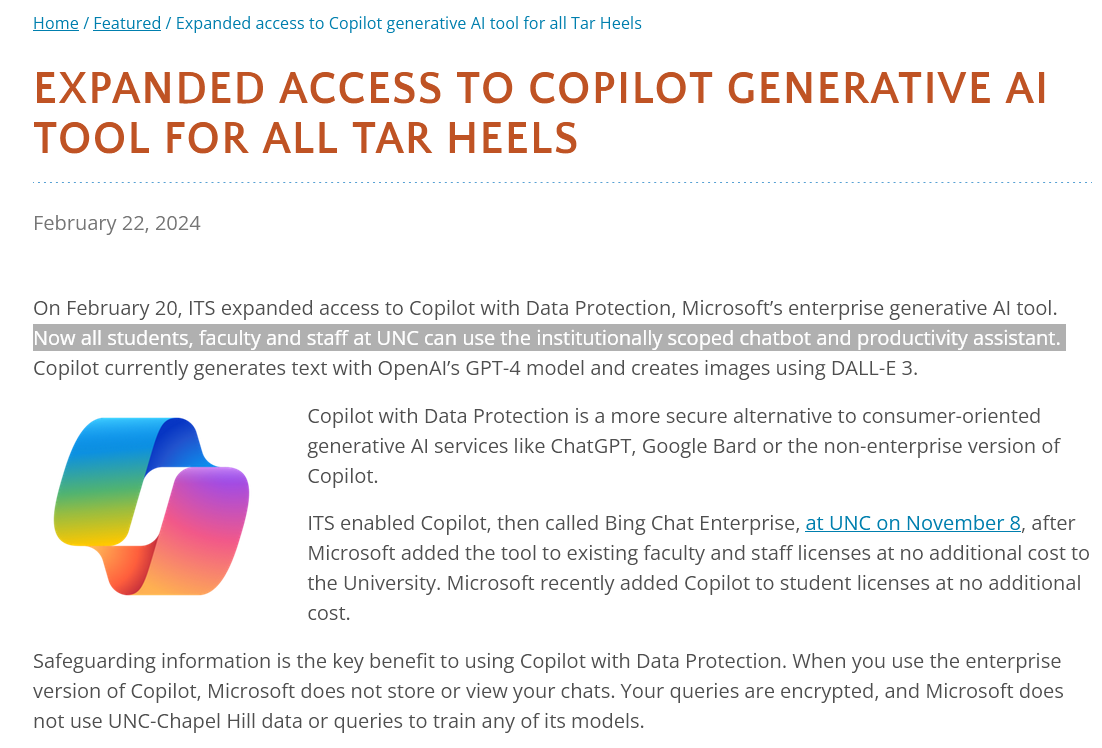 Home / Featured / Expanded access to Copilot generative AI tool for all Tar Heels
EXPANDED ACCESS TO COPILOT GENERATIVE AI
TOOL FOR ALL TAR HEELS
February 22, 2024
On February 20, ITS expanded access to Copilot with Data Protection, Microsoft’s enterprise generative AI tool.
Now all students, faculty and staff at UNC can use the institutionally scoped chatbot and productivity assistant.
Copilot currently generates text with OpenAI’s GPT-4 model and creates images using DALL-E 3.
Copilot with Data Protection is a more secure alternative to consumer-oriented
generative AI services like ChatGPT, Google Bard or the non-enterprise version of
Copilot.
ITS enabled Copilot, then called Bing Chat Enterprise, at UNC on November 8, after
Microsoft added the tool to existing faculty and staff licenses at no additional cost to
the University. Microsoft recently added Copilot to student licenses at no additional
cost.
Safeguarding information is the key benefit to using Copilot with Data Protection. When you use the enterprise
version of Copilot, Microsoft does not store or view your chats. Your queries are encrypted, and Microsoft does
not use UNC-Chapel Hill data or queries to train any of its models.